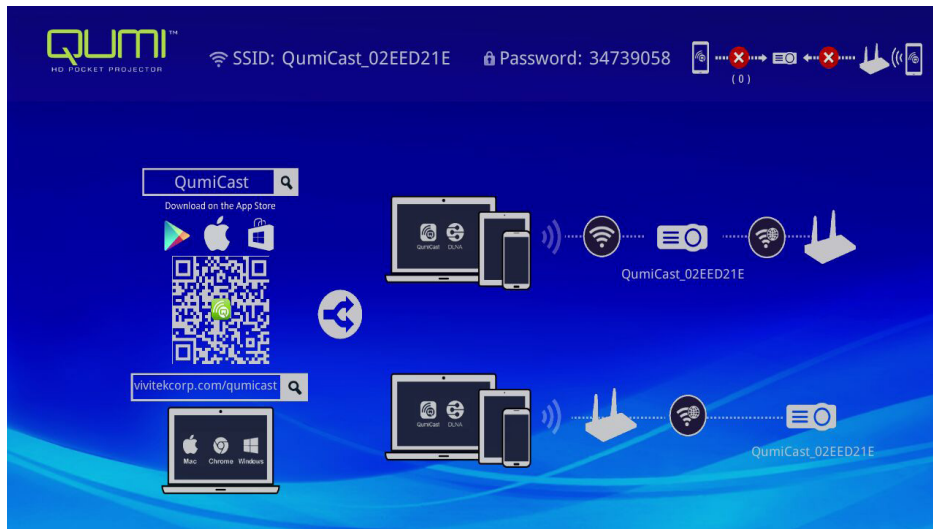 QUMI™
HD POCKET PROJECTOR
SSID: QumiCast_02EED21E
Password: 34739058
(0)
QumiCast
Download on the App Store
QumiCast DLNA
QumiCast_02EED21E
vivitekcorp.com/qumicast
Mac Chrome Windows
QumiCast DLNA
QumiCast_02EED21E